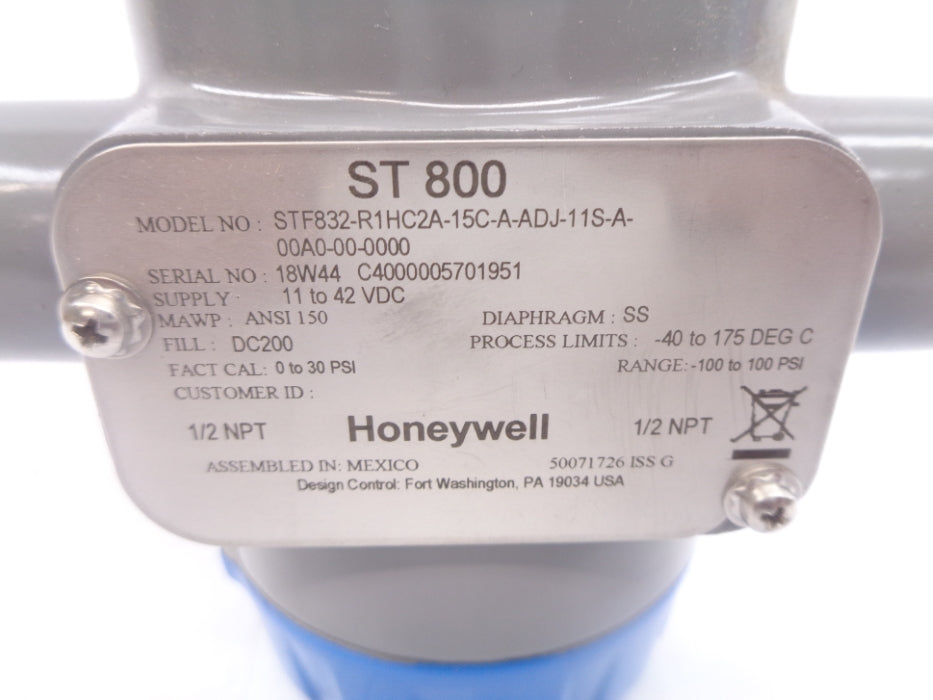 ST 800
MODEL NO : STF832-R1HC2A-15C-A-ADJ-11S-A-
00A0-00-0000
SERIAL NO : 18W44 C4000005701951
SUPPLY : 11 to 42 VDC
MAWP : ANSI 150 DIAPHRAGM : SS
FILL : DC200 PROCESS LIMITS : -40 to 175 DEG C
FACT CAL: 0 to 30 PSI RANGE: -100 to 100 PSI
CUSTOMER ID :
1/2 NPT Honeywell 1/2 NPT
ASSEMBLED IN: MEXICO 50071726 ISS G
Design Control: Fort Washington, PA 19034 USA